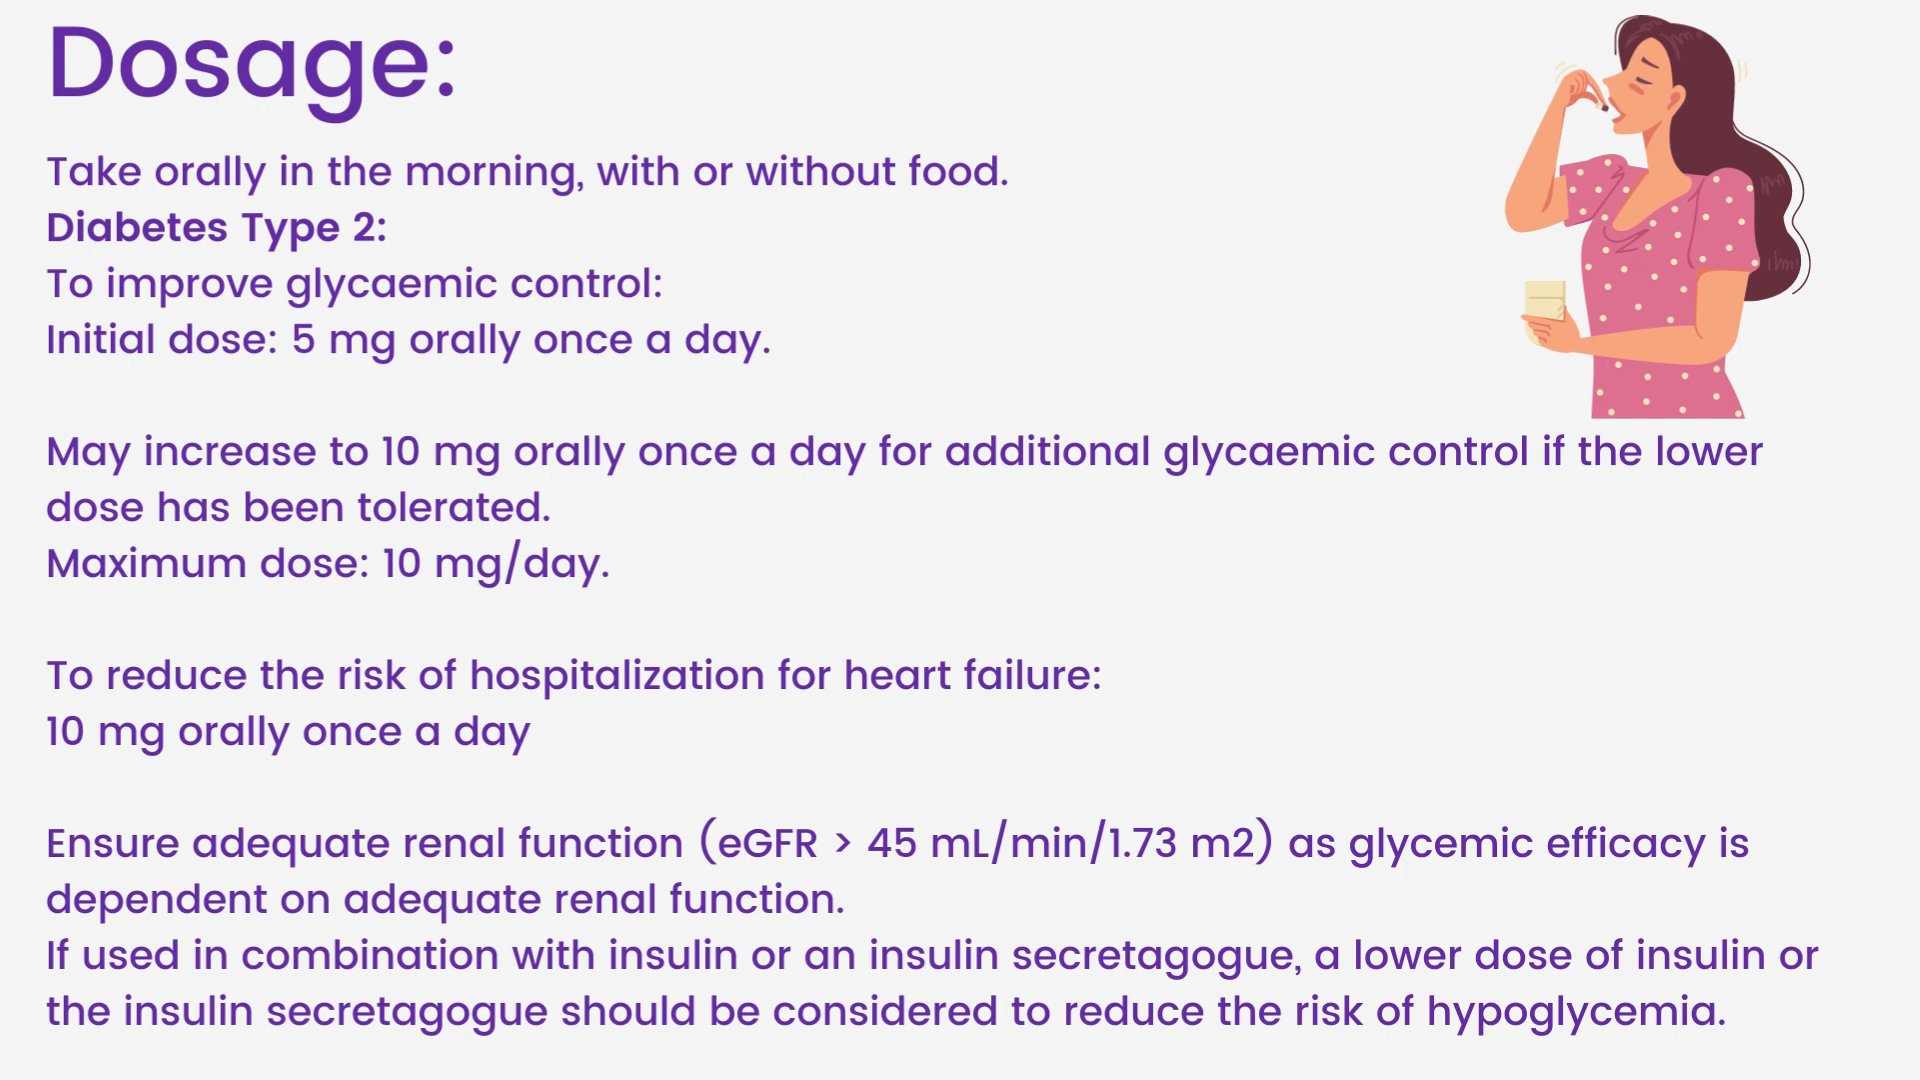 Dosage:
Take orally in the morning, with or without food.
Diabetes Type 2:
To improve glycaemic control:
Initial dose: 5 mg orally once a day.
May increase to 10 mg orally once a day for additional glycaemic control if the lower
dose has been tolerated.
Maximum dose: 10 mg/day.
To reduce the risk of hospitalization for heart failure:
10 mg orally once a day
Ensure adequate renal function (eGFR > 45 mL/min/1.73 m2) as glycemic efficacy is
dependent on adequate renal function.
If used in combination with insulin or an insulin secretagogue, a lower dose of insulin or
the insulin secretagogue should be considered to reduce the risk of hypoglycemia.